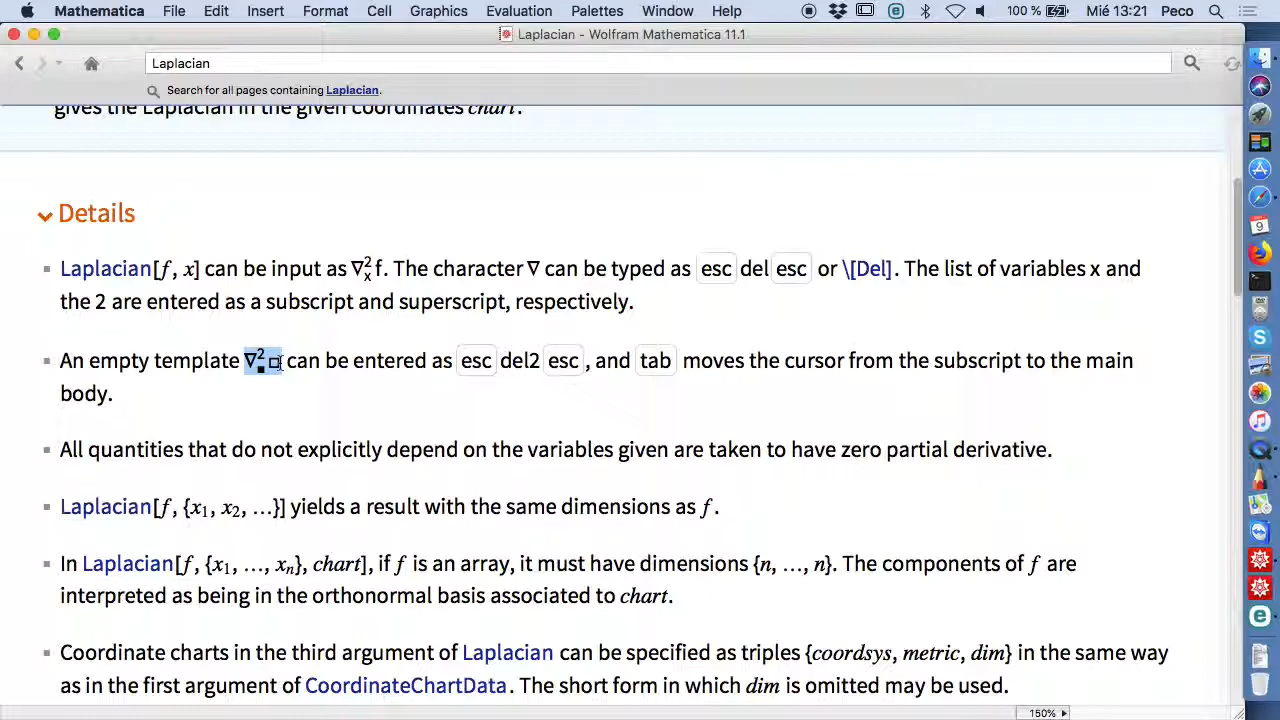 Mathematica File Edit Insert Format Cell Graphics Evaluation Palettes Window Help 100 % Mié 13:21 Peco
Laplacian - Wolfram Mathematica 11.1
Laplacian
Search for all pages containing Laplacian.
gives the Laplacian in the given coordinates chart.
Details
Laplacian[f, x] can be input as ∇²ₓf. The character ∇ can be typed as esc del esc or \[Del]. The list of variables x and
the 2 are entered as a subscript and superscript, respectively.
An empty template ∇²▪□ can be entered as esc del2 esc, and tab moves the cursor from the subscript to the main
body.
All quantities that do not explicitly depend on the variables given are taken to have zero partial derivative.
Laplacian[f, {x₁, x₂, …}] yields a result with the same dimensions as f.
In Laplacian[f, {x₁, …, xₙ}, chart], if f is an array, it must have dimensions {n, …, n}. The components of f are
interpreted as being in the orthonormal basis associated to chart.
Coordinate charts in the third argument of Laplacian can be specified as triples {coordsys, metric, dim} in the same way
as in the first argument of CoordinateChartData. The short form in which dim is omitted may be used.
150%
9